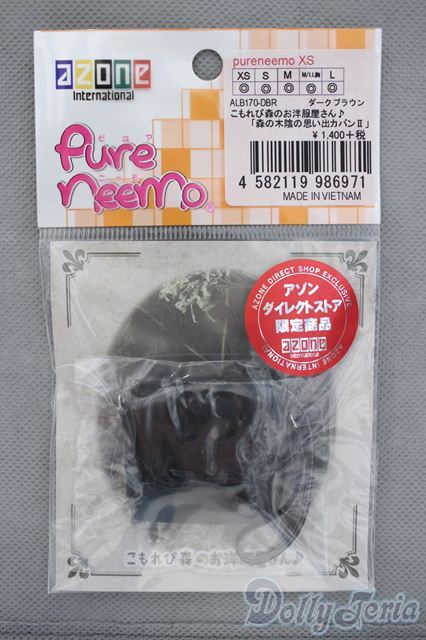 azone
International
ピュア
Pure
ニーモ
neemo®
pureneemo XS
XS S M M/LL胸 L
◎ ◎ ◎ ◎ ◎
ALB170-DBR ダークブラウン
こもれび森のお洋服屋さん♪
「森の木陰の思い出カバンⅡ」
¥ 1,400+税
4 582119 986971
MADE IN VIETNAM
AZONE DIRECT SHOP EXCLUSIVE
アゾン
ダイレクトストア
限定商品
azone
International
AZONE INTERNATIONAL
こもれび森のお洋服屋さん♪
DollyTeria